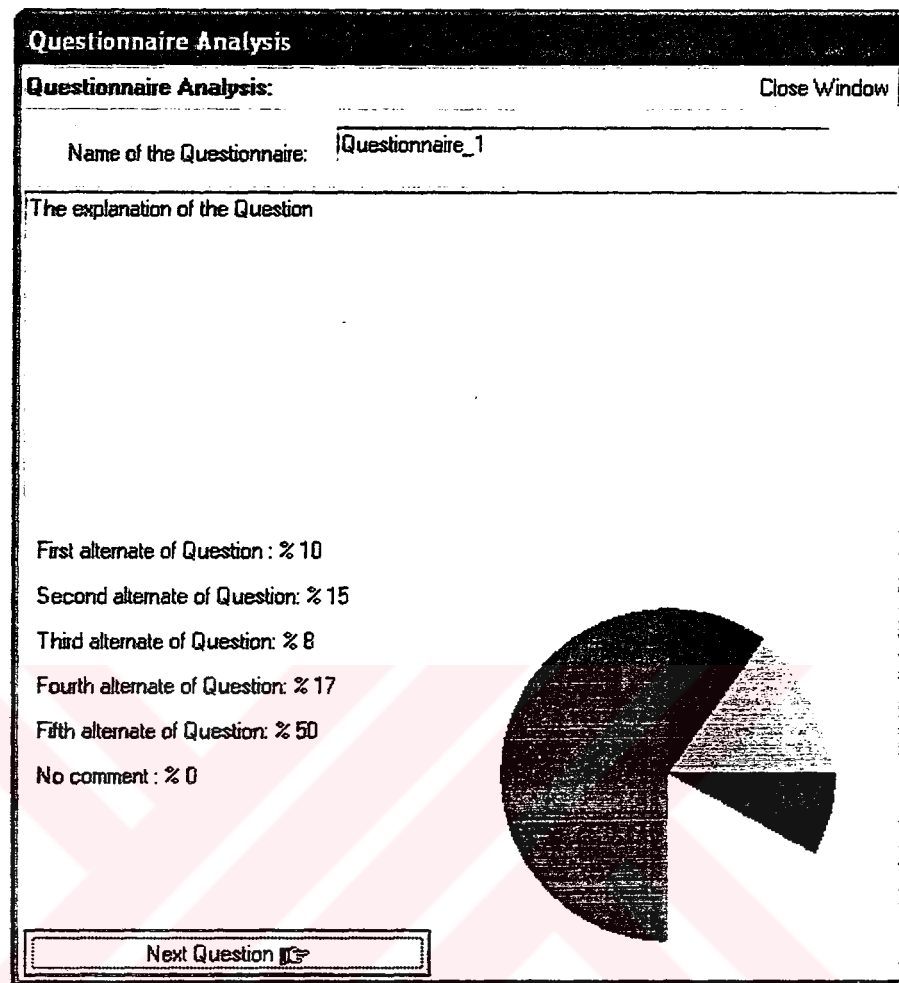 Questionnaire Analysis
Questionnaire Analysis: Close Window
Name of the Questionnaire: Questionnaire_1
The explanation of the Question
First alternate of Question : % 10
Second alternate of Question: % 15
Third alternate of Question: % 8
Fourth alternate of Question: % 17
Fifth alternate of Question: % 50
No comment : % 0
Next Question